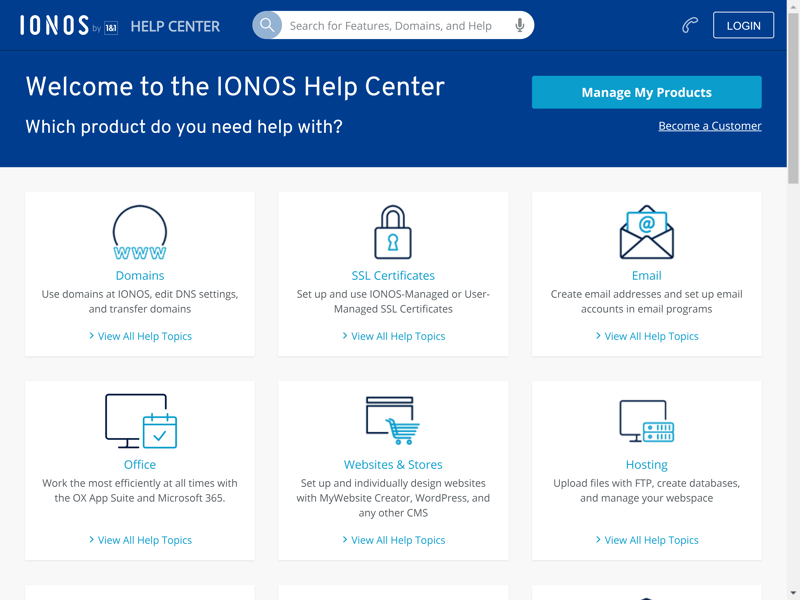 IONOS by 1&1 HELP CENTER
Search for Features, Domains, and Help
LOGIN
Welcome to the IONOS Help Center
Manage My Products
Which product do you need help with?
Become a Customer
www
Domains
Use domains at IONOS, edit DNS settings,
and transfer domains
View All Help Topics
SSL Certificates
Set up and use IONOS-Managed or User-
Managed SSL Certificates
View All Help Topics
@
Email
Create email addresses and set up email
accounts in email programs
View All Help Topics
Office
Work the most efficiently at all times with
the OX App Suite and Microsoft 365.
View All Help Topics
Websites & Stores
Set up and individually design websites
with MyWebsite Creator, WordPress, and
any other CMS
View All Help Topics
Hosting
Upload files with FTP, create databases,
and manage your webspace
View All Help Topics